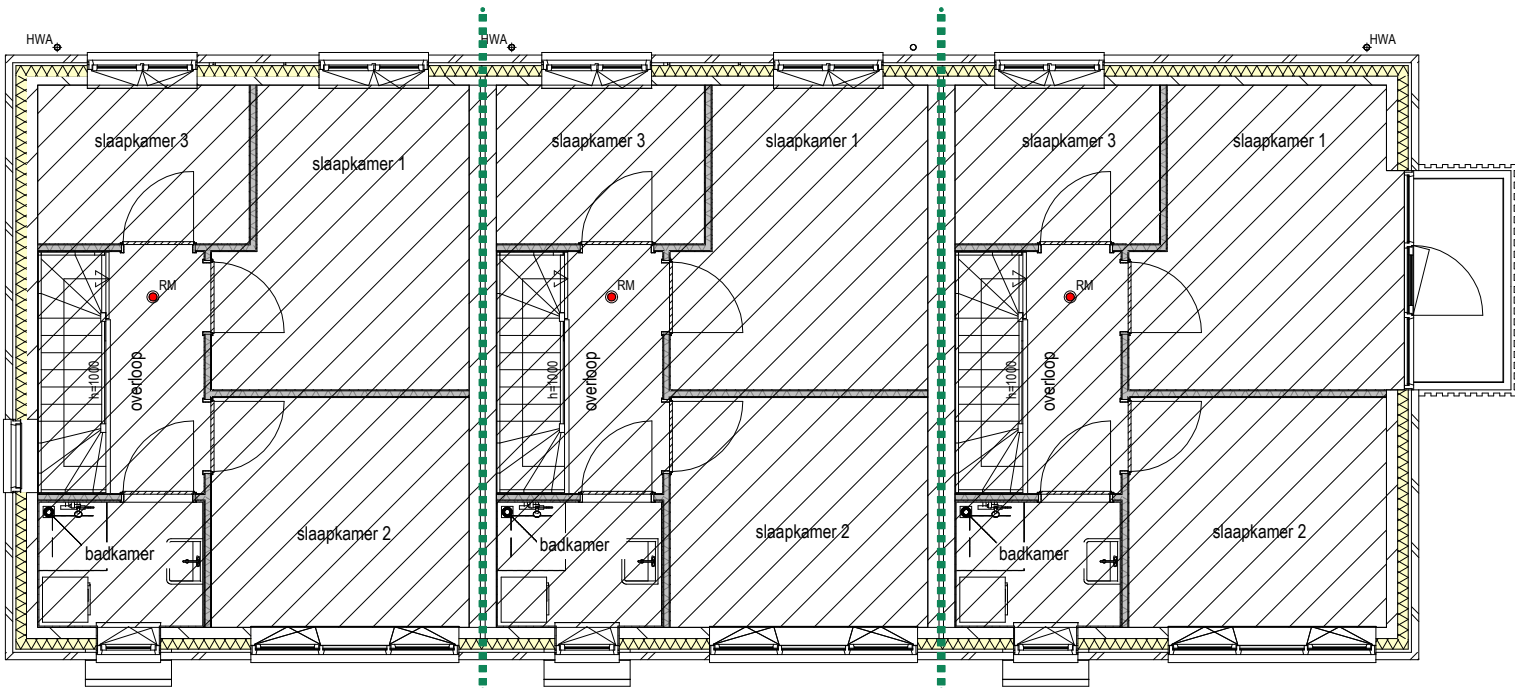 HWA
HWA
HWA
slaapkamer 3
slaapkamer 1
slaapkamer 3
slaapkamer 1
slaapkamer 3
slaapkamer 1
RM
RM
RM
h=1000
overloop
h=1000
overloop
h=1000
overloop
slaapkamer 2
badkamer
slaapkamer 2
badkamer
slaapkamer 2
badkamer